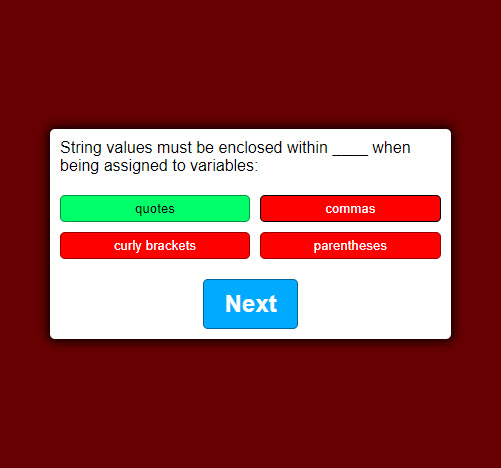 String values must be enclosed within ____ when
being assigned to variables:
quotes
commas
curly brackets
parentheses
Next